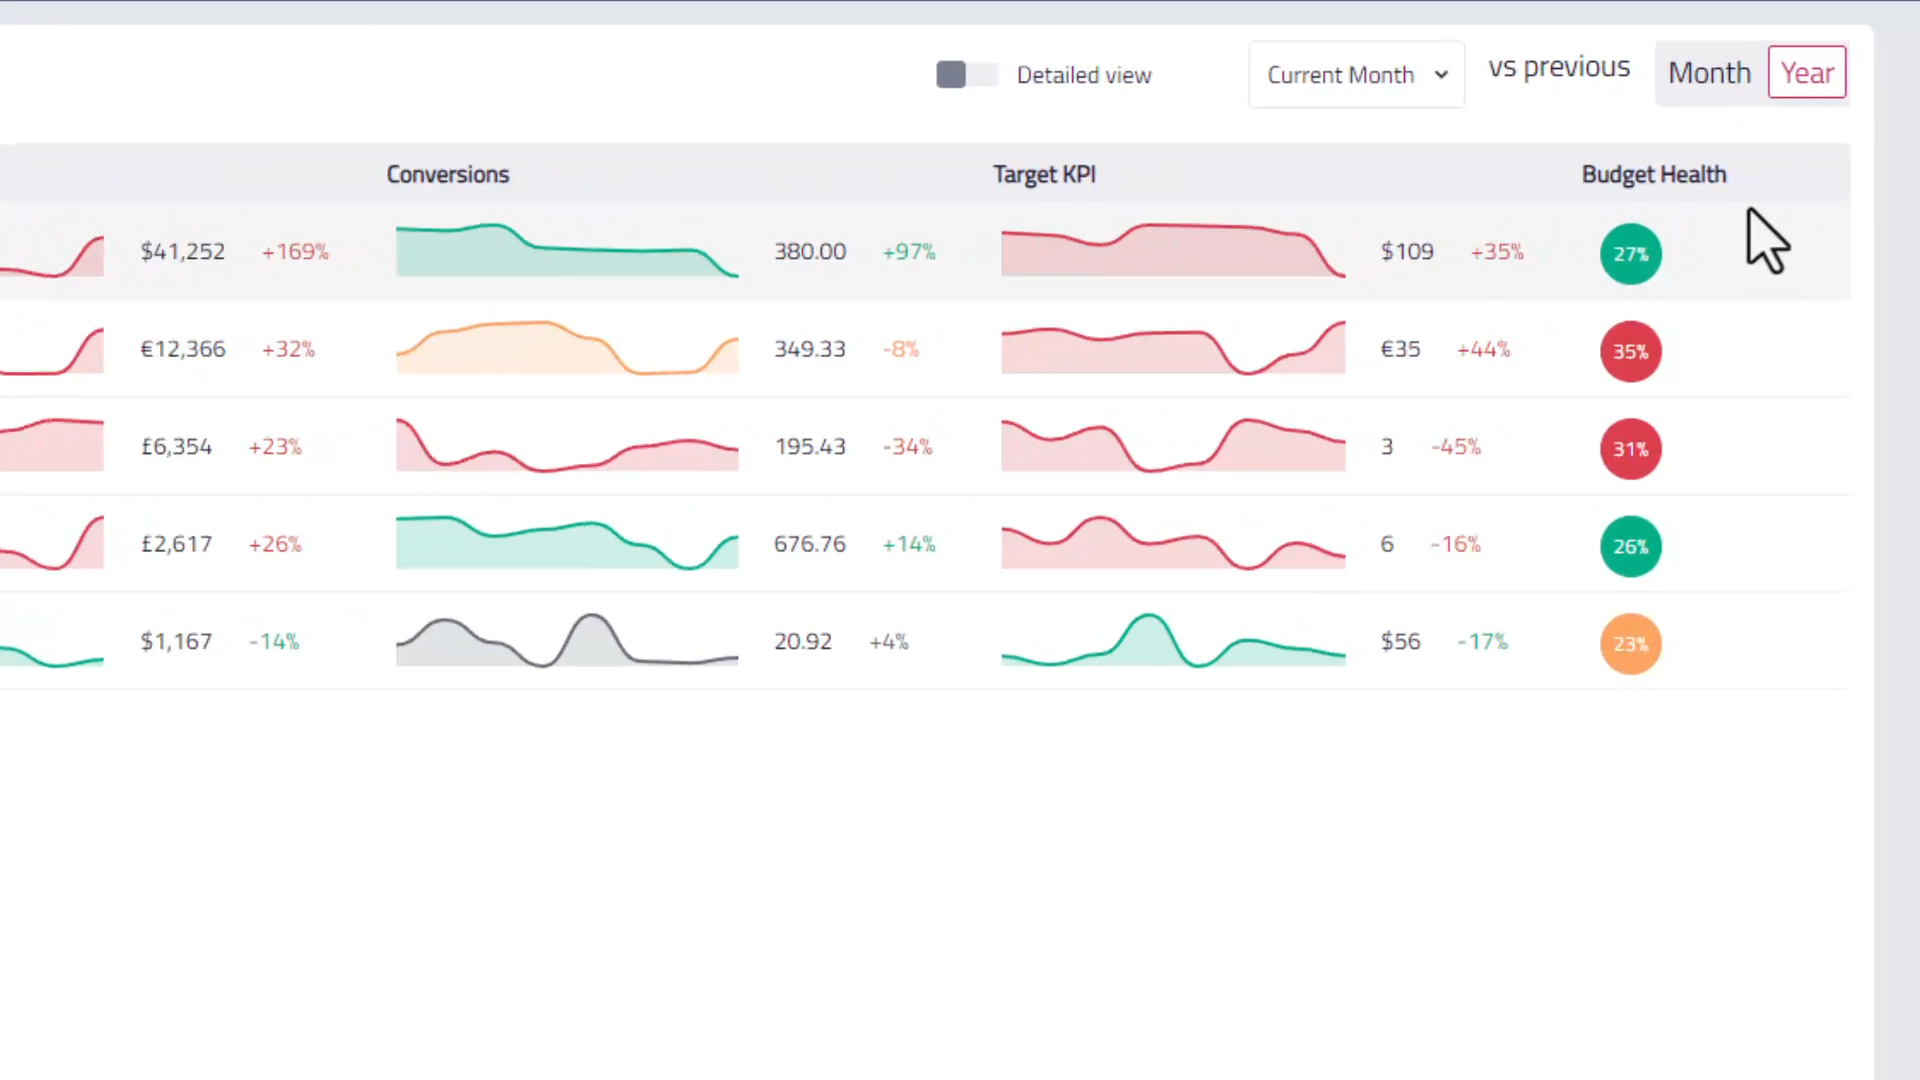 Detailed view Current Month vs previous Month Year
Conversions Target KPI Budget Health
$41,252 +169% 380.00 +97% $109 +35% 27%
€12,366 +32% 349.33 -8% €35 +44% 35%
£6,354 +23% 195.43 -34% 3 -45% 31%
£2,617 +26% 676.76 +14% 6 -16% 26%
$1,167 -14% 20.92 +4% $56 -17% 23%